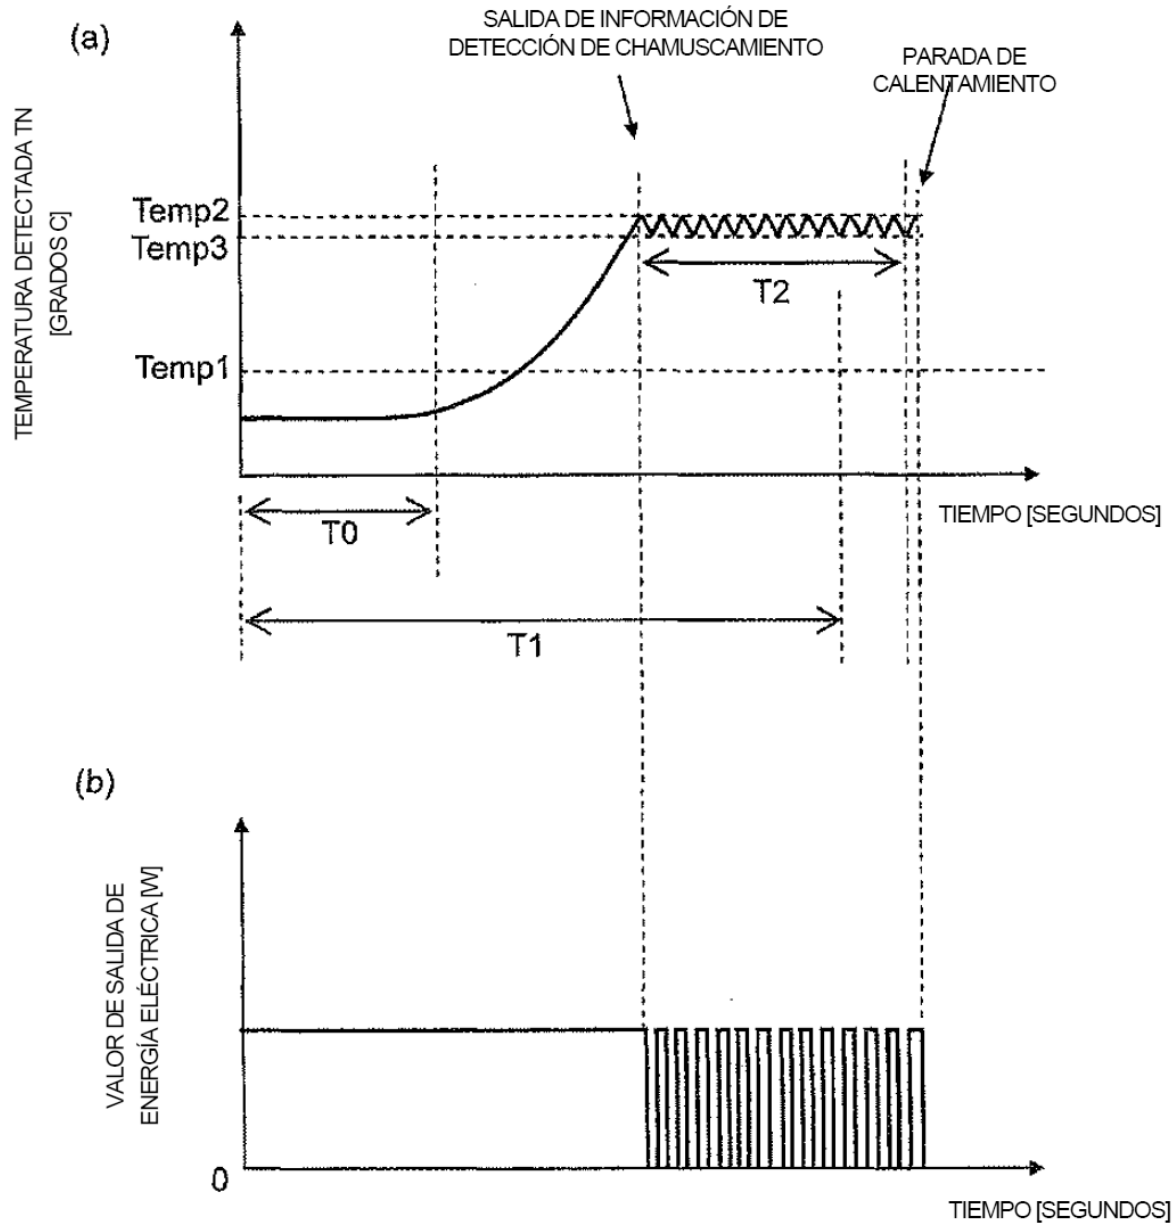 (a)
SALIDA DE INFORMACIÓN DE
DETECCIÓN DE CHAMUSCAMIENTO
PARADA DE
CALENTAMIENTO
TEMPERATURA DETECTADA TN
[GRADOS C]
Temp2
Temp3
T2
Temp1
T0
TIEMPO [SEGUNDOS]
T1
(b)
VALOR DE SALIDA DE
ENERGÍA ELÉCTRICA [W]
0
TIEMPO [SEGUNDOS]